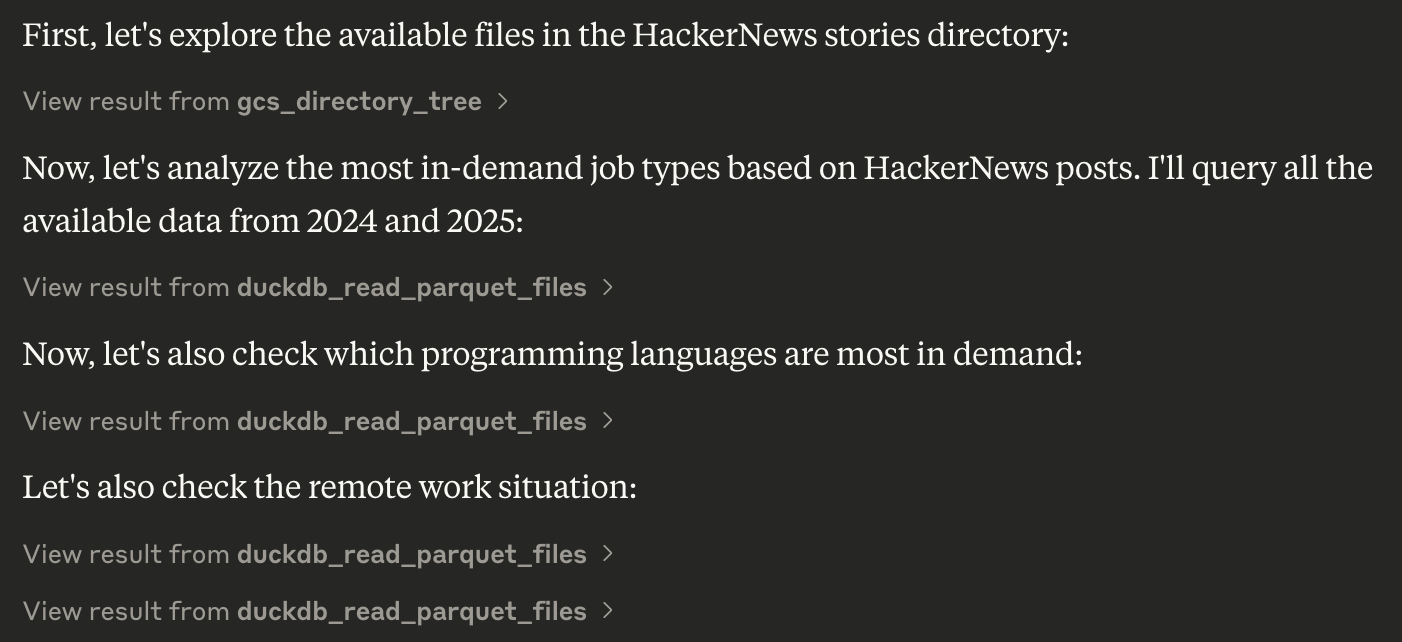 First, let's explore the available files in the HackerNews stories directory:
View result from gcs_directory_tree >
Now, let's analyze the most in-demand job types based on HackerNews posts. I'll query all the
available data from 2024 and 2025:
View result from duckdb_read_parquet_files >
Now, let's also check which programming languages are most in demand:
View result from duckdb_read_parquet_files >
Let's also check the remote work situation:
View result from duckdb_read_parquet_files >
View result from duckdb_read_parquet_files >